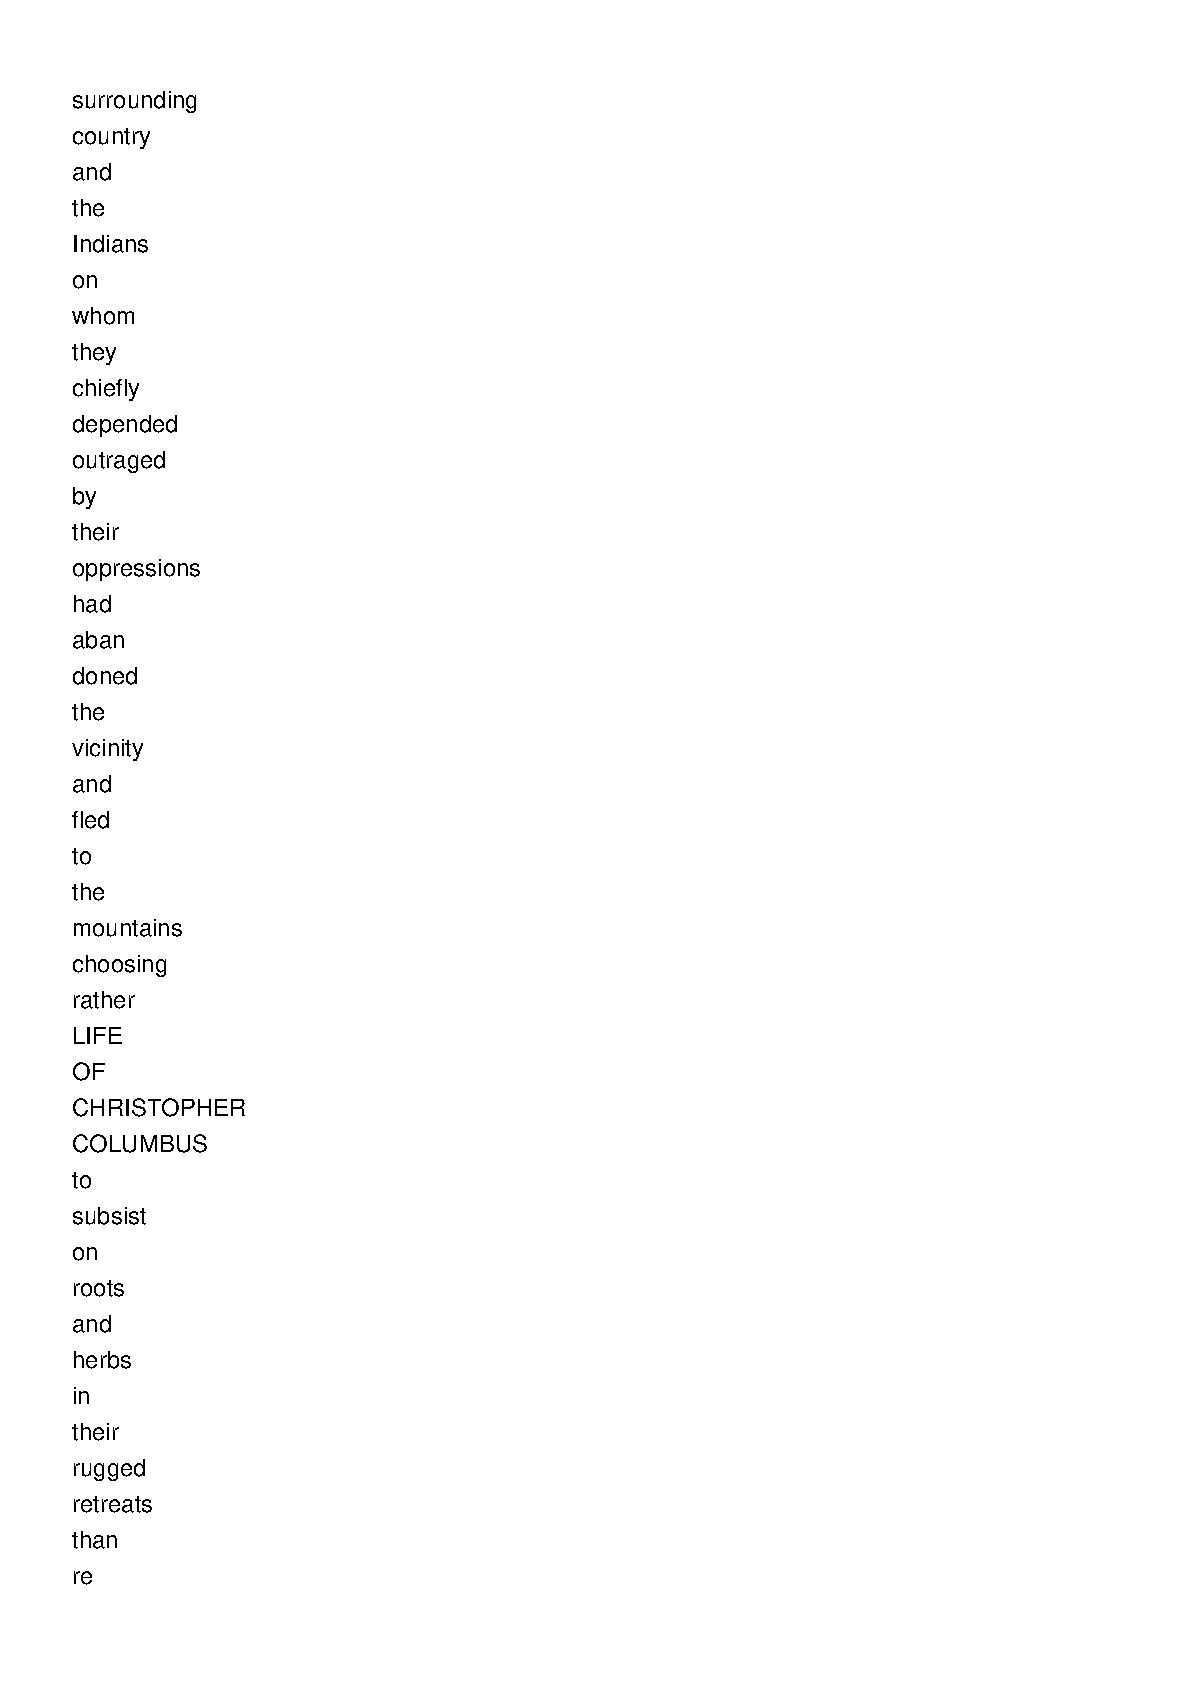 surrounding
country
and
the
Indians
on
whom
they
chiefly
depended
outraged
by
their
oppressions
had
aban
doned
the
vicinity
and
fled
to
the
mountains
choosing
rather
LIFE
OF
CHRISTOPHER
COLUMBUS
to
subsist
on
roots
and
herbs
in
their
rugged
retreats
than
re